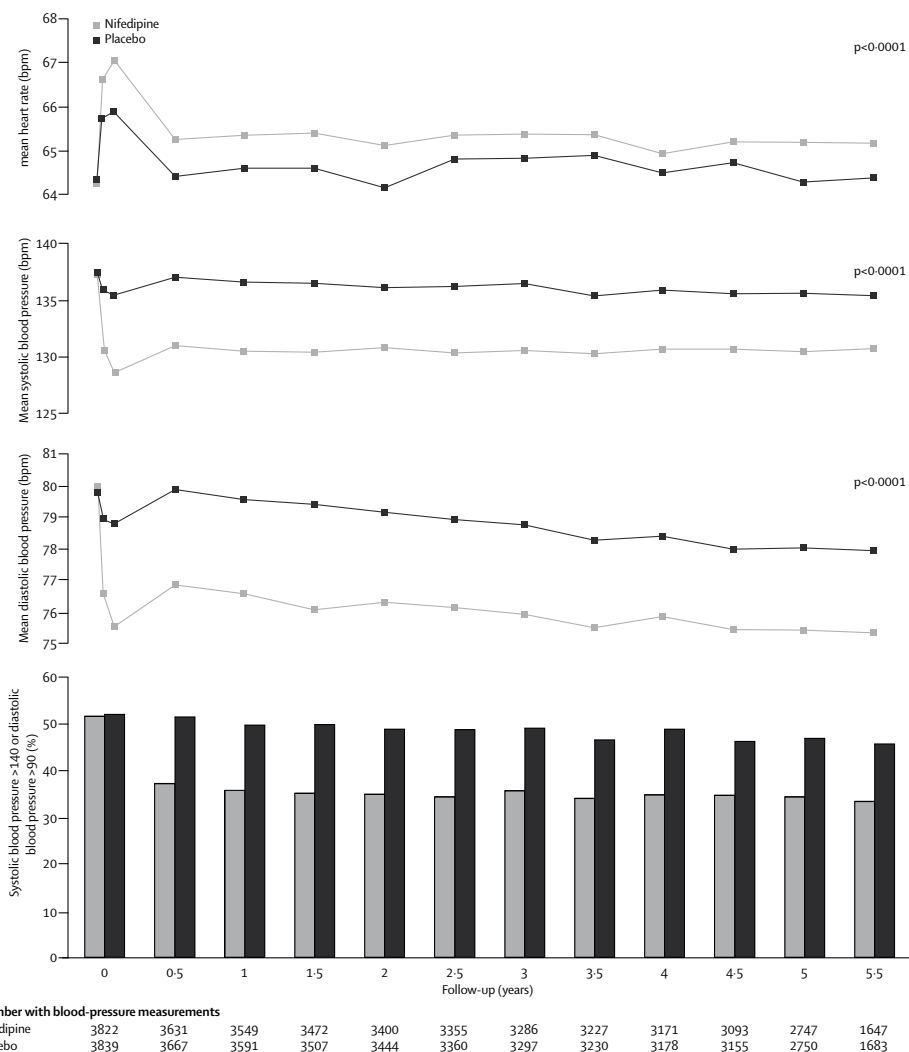 68
67
66
65
64
mean heart rate (bpm)
Nifedipine
Placebo
p<0·0001
140
135
130
125
Mean systolic blood pressure (bpm)
p<0·0001
81
80
79
78
77
76
75
Mean diastolic blood pressure (bpm)
p<0·0001
60
50
40
30
20
10
0
Systolic blood pressure >140 or diastolic
blood pressure >90 (%)
0 0·5 1 1·5 2 2·5 3 3·5 4 4·5 5 5·5
Follow-up (years)
mber with blood-pressure measurements
dipine 3822 3631 3549 3472 3400 3355 3286 3227 3171 3093 2747 1647
ebo 3839 3667 3591 3507 3444 3360 3297 3230 3178 3155 2750 1683